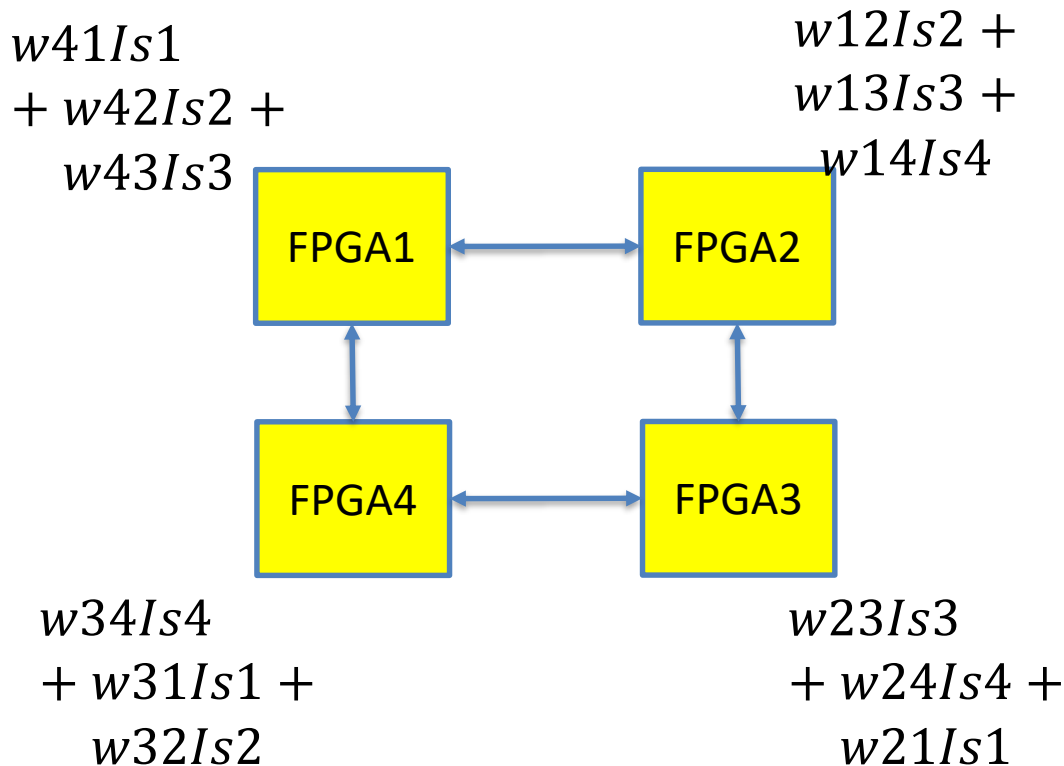 w41Is1
+ w42Is2 +
w43Is3
w12Is2 +
w13Is3 +
w14Is4
FPGA1
FPGA2
FPGA4
FPGA3
w34Is4
+ w31Is1 +
w32Is2
w23Is3
+ w24Is4 +
w21Is1